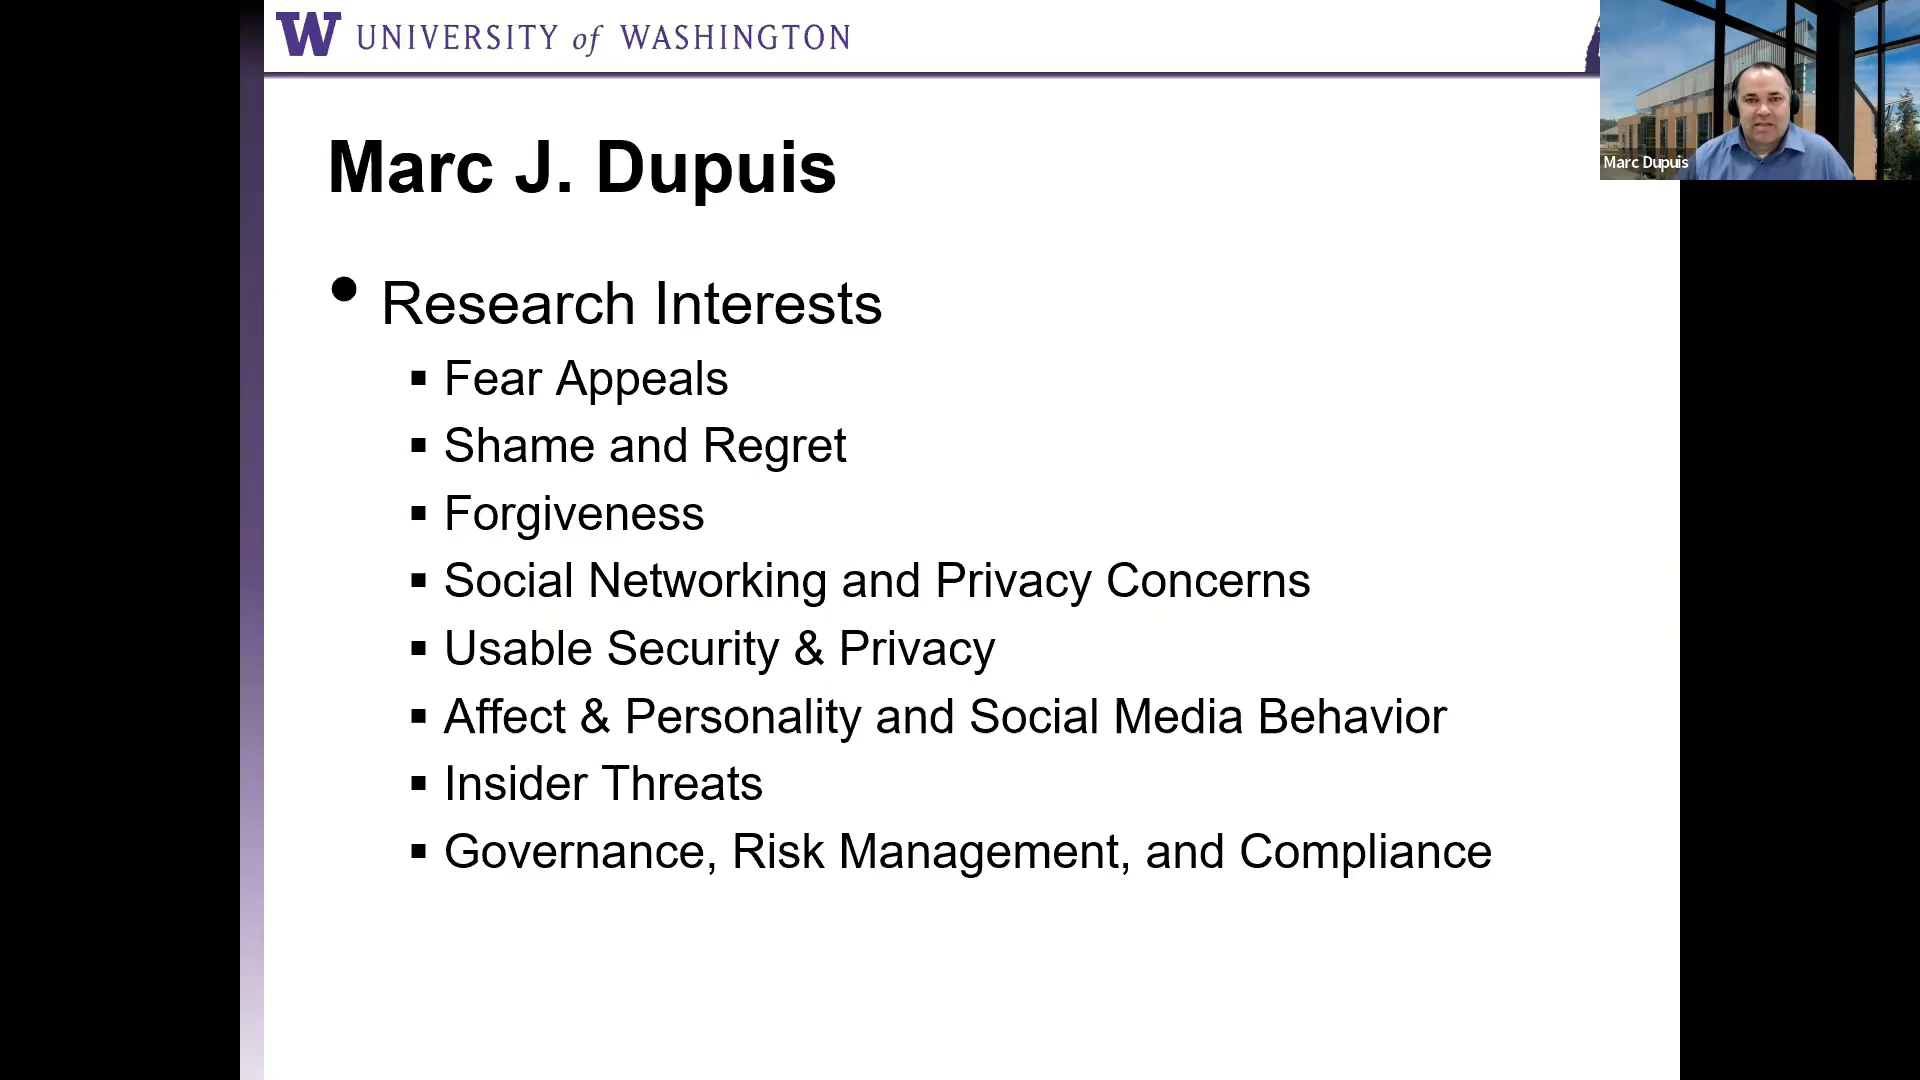 W UNIVERSITY of WASHINGTON
Marc Dupuis
Marc J. Dupuis
• Research Interests
▪ Fear Appeals
▪ Shame and Regret
▪ Forgiveness
▪ Social Networking and Privacy Concerns
▪ Usable Security & Privacy
▪ Affect & Personality and Social Media Behavior
▪ Insider Threats
▪ Governance, Risk Management, and Compliance